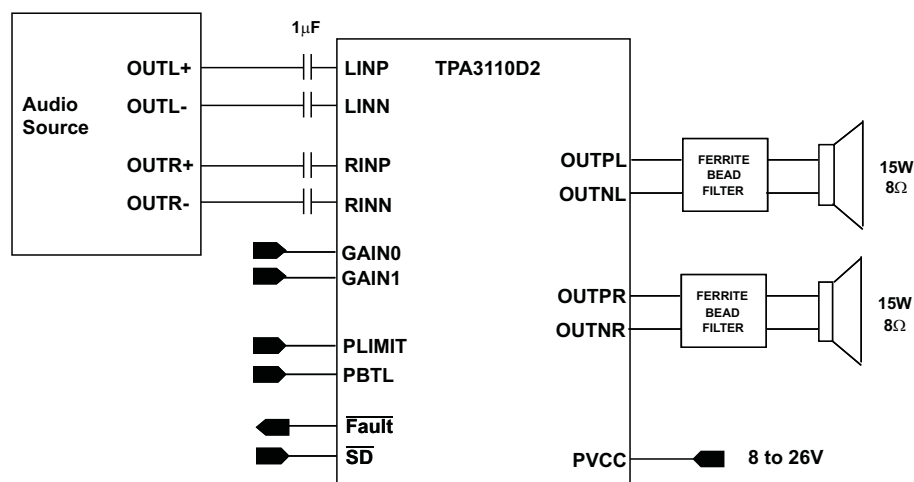 1μF
TPA3110D2
Audio
Source
OUTL+
LINP
OUTL-
LINN
OUTR+
RINP
OUTR-
RINN
GAIN0
GAIN1
PLIMIT
PBTL
Fault
SD
OUTPL
OUTNL
FERRITE
BEAD
FILTER
15W
8Ω
OUTPR
OUTNR
FERRITE
BEAD
FILTER
15W
8Ω
PVCC
8 to 26V